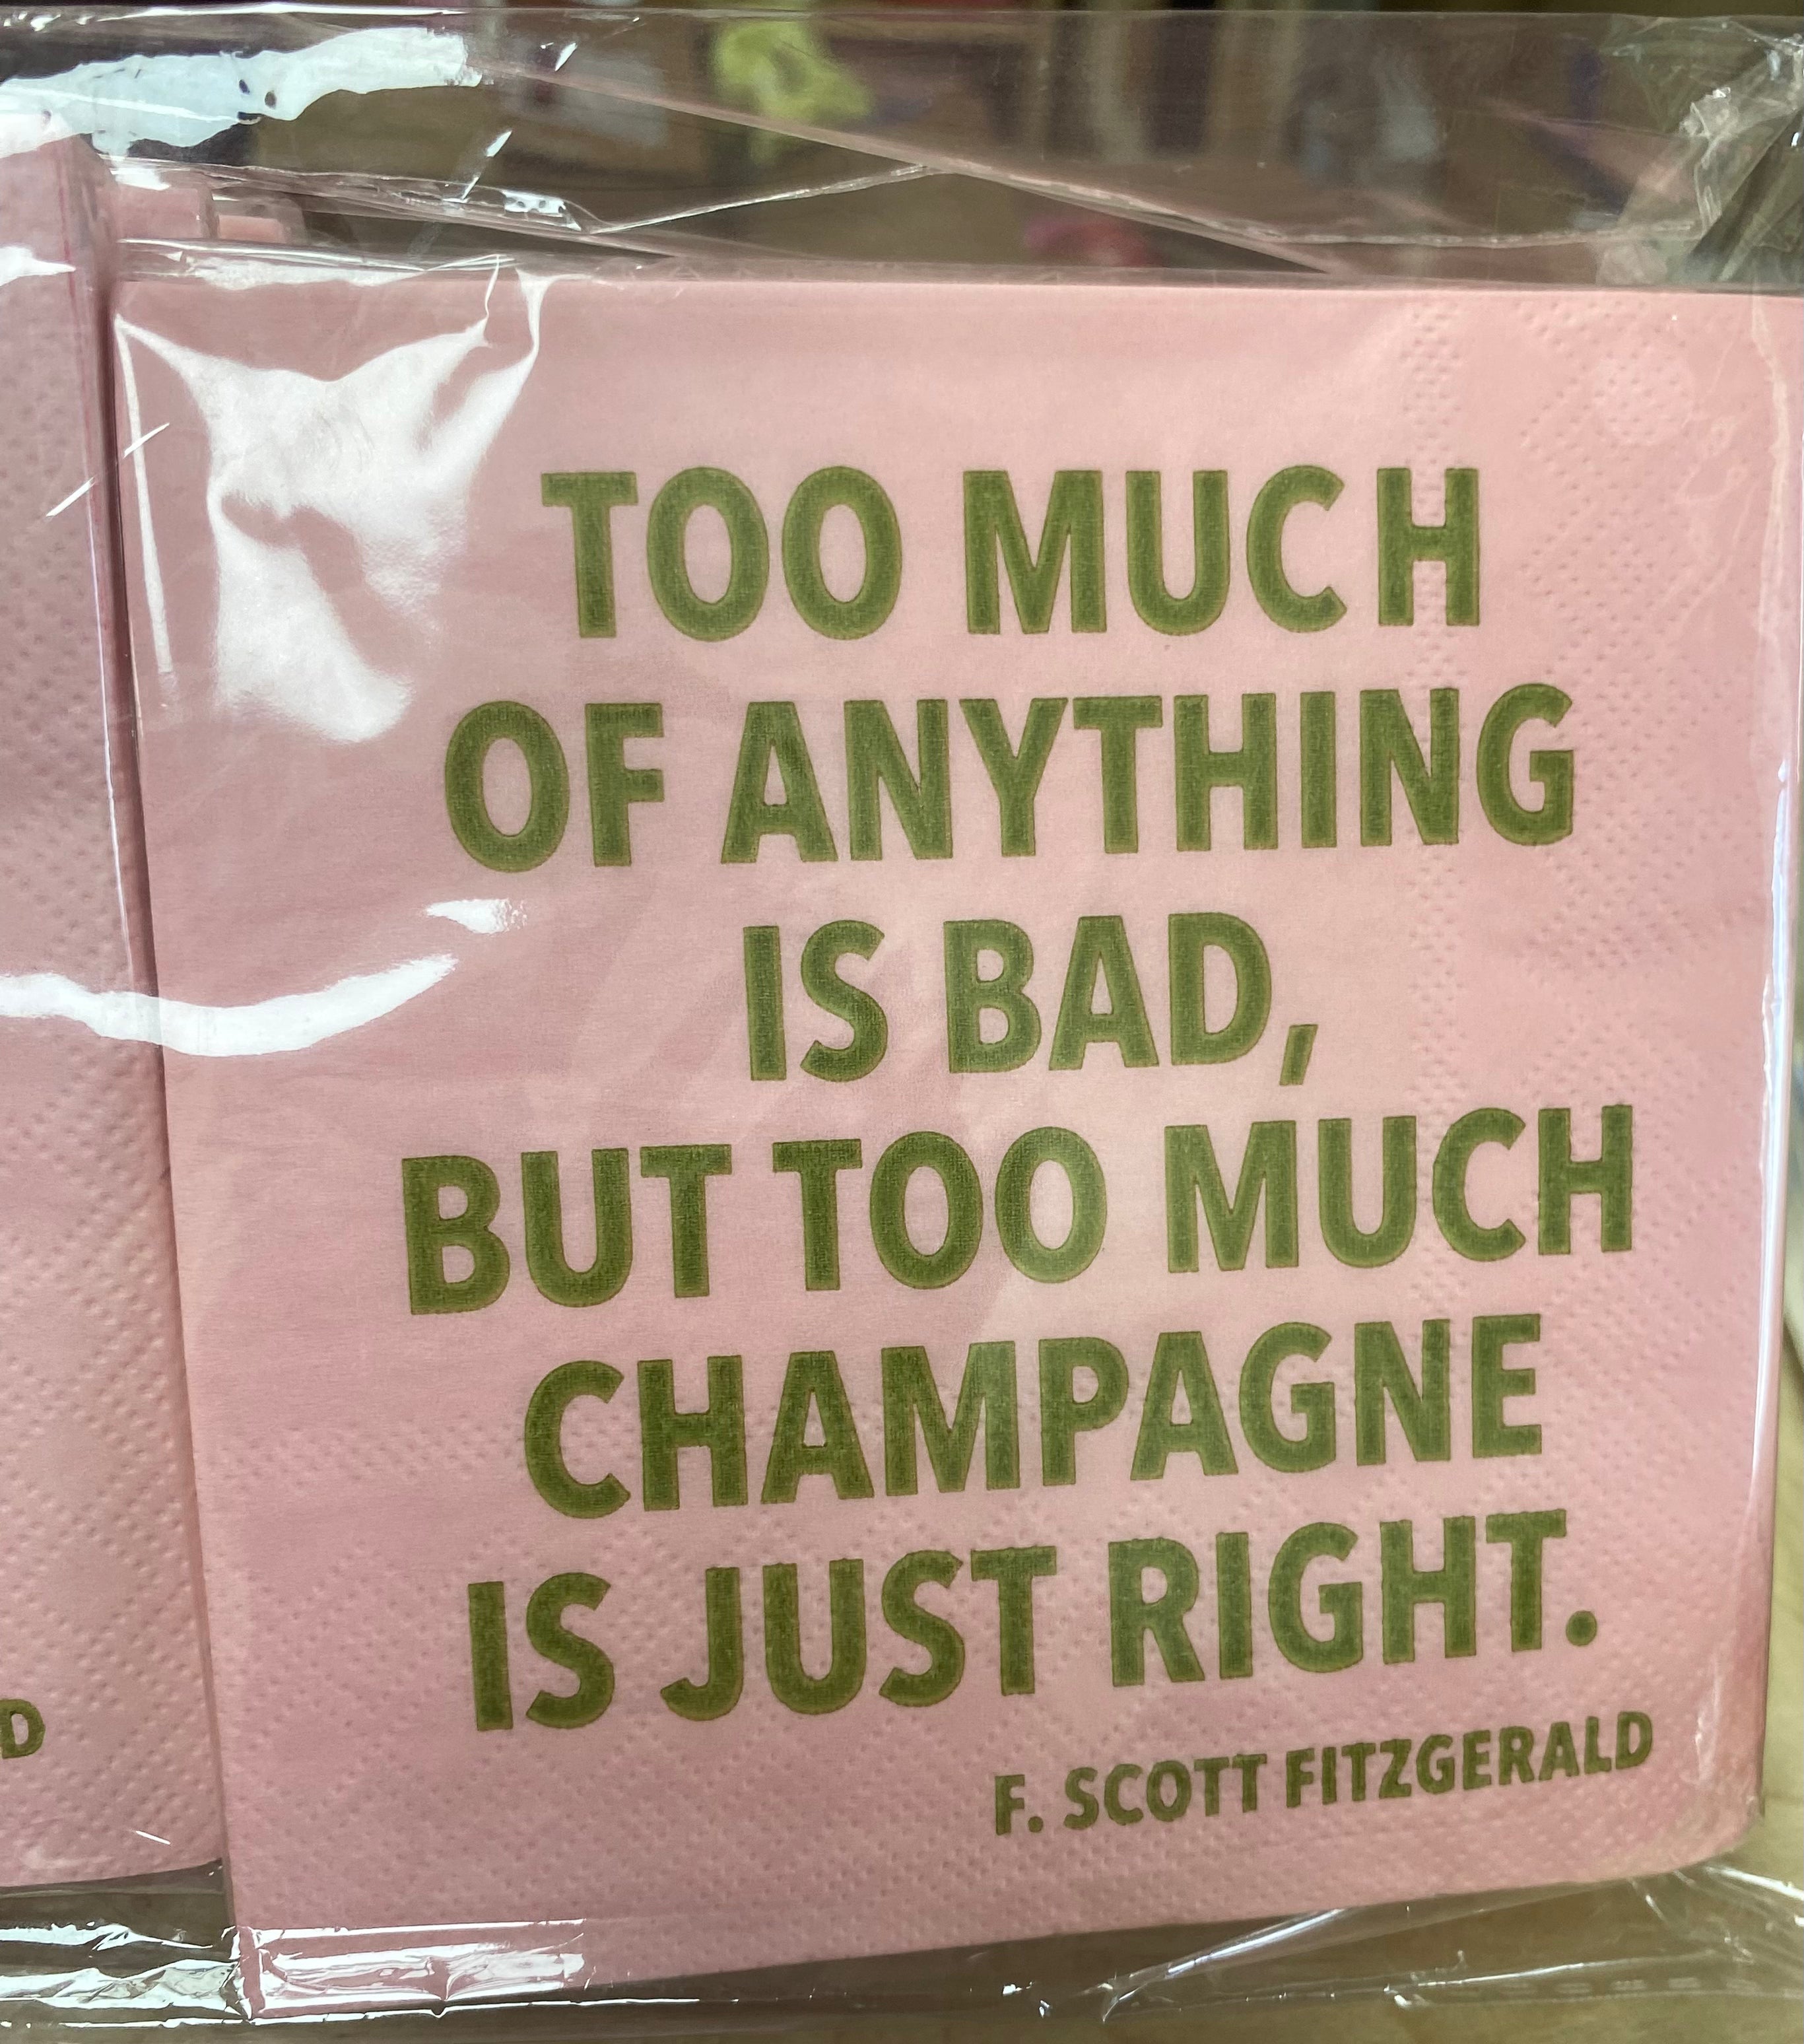 TOO MUCH
OF ANYTHING
IS BAD,
BUT TOO MUCH
CHAMPAGNE
IS JUST RIGHT.
F. SCOTT FITZGERALD
D